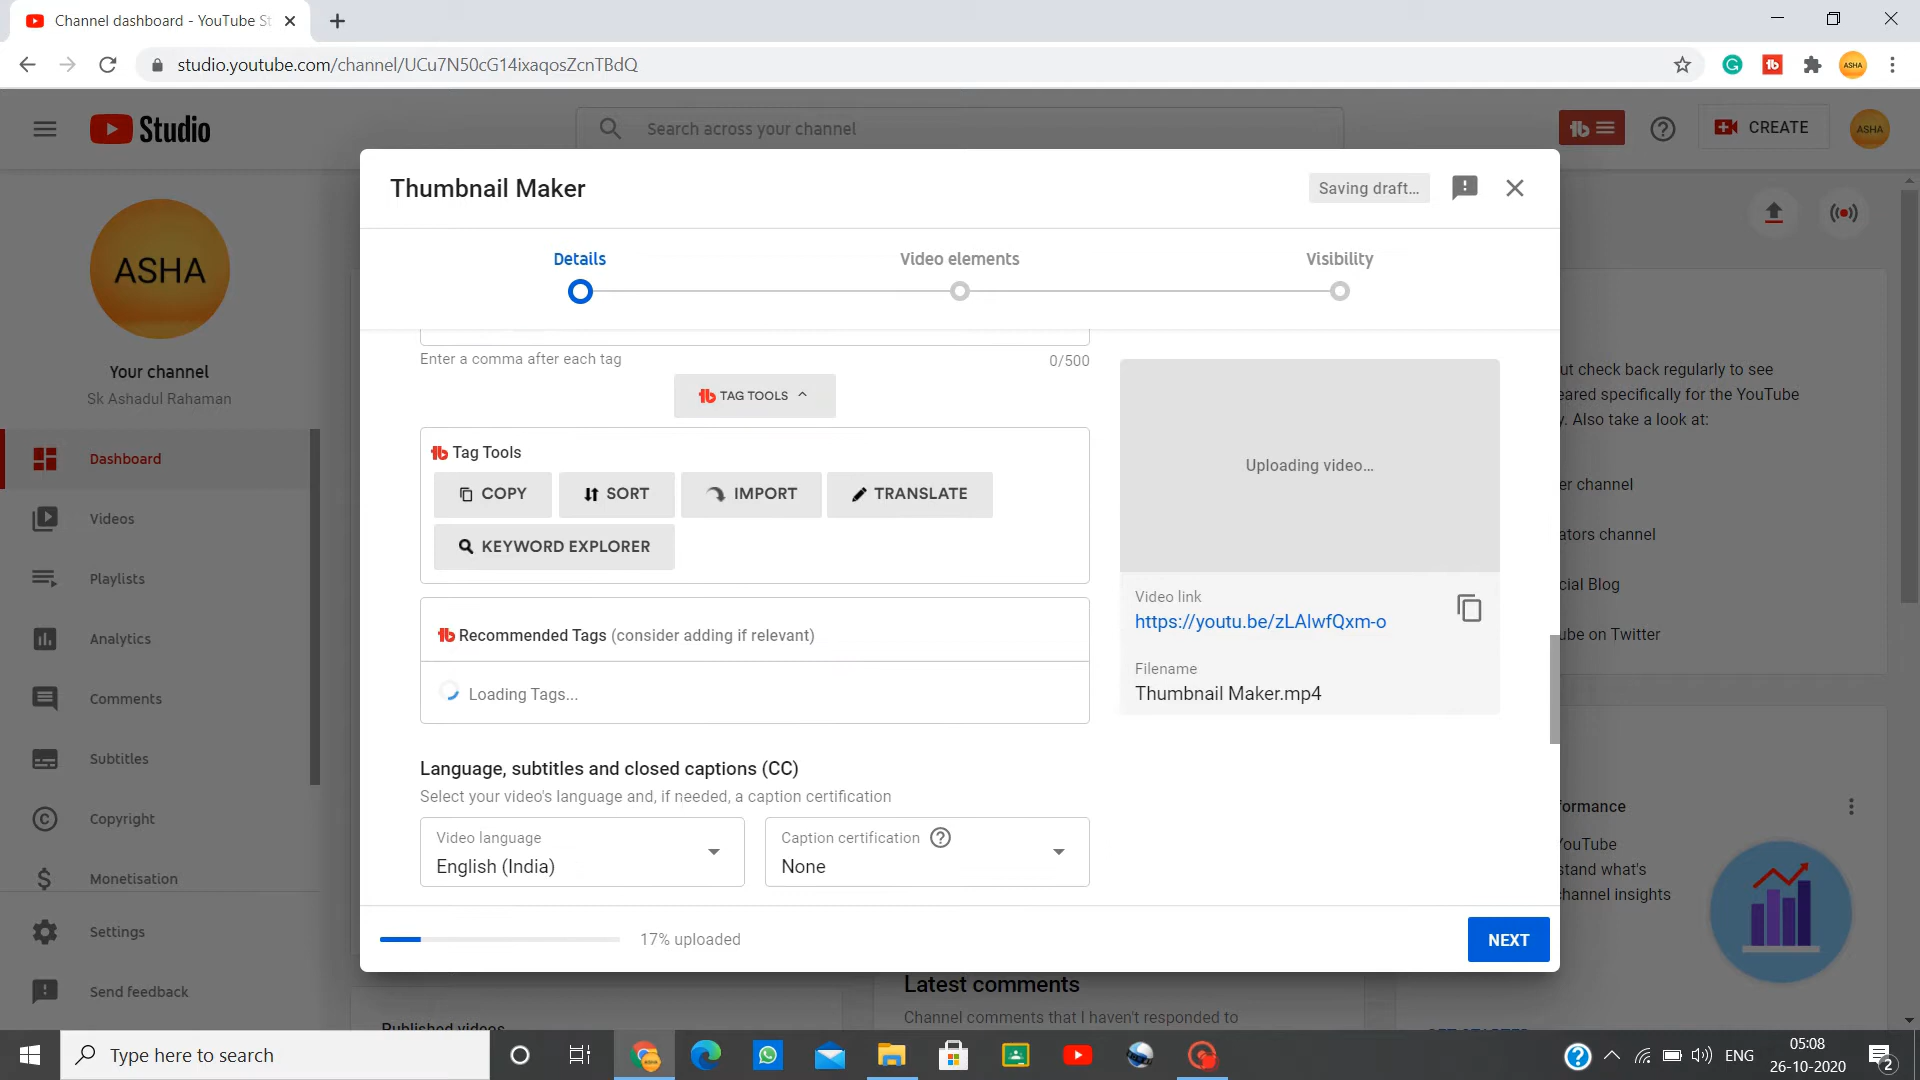 Channel dashboard - YouTube St
studio.youtube.com/channel/UCu7N50cG14ixaqosZcnTBdQ
ASHA
Studio
Search across your channel
CREATE
ASHA
Thumbnail Maker
Saving draft...
Details
Video elements
Visibility
ASHA
Your channel
Sk Ashadul Rahaman
Dashboard
Videos
Playlists
Analytics
Comments
Subtitles
Copyright
Monetisation
Settings
Send feedback
Enter a comma after each tag
0/500
TAG TOOLS
Tag Tools
COPY
SORT
IMPORT
TRANSLATE
KEYWORD EXPLORER
Recommended Tags (consider adding if relevant)
Loading Tags...
Language, subtitles and closed captions (CC)
Select your video's language and, if needed, a caption certification
Video language
English (India)
Caption certification
None
Uploading video...
Video link
https://youtu.be/zLAlwfQxm-o
Filename
Thumbnail Maker.mp4
17% uploaded
NEXT
ut check back regularly to see
eared specifically for the YouTube
y. Also take a look at:
er channel
ators channel
cial Blog
ube on Twitter
formance
YouTube
stand what's
channel insights
Latest comments
Channel comments that I haven't responded to
Published videos
GET STARTED
Type here to search
ENG
05:08
26-10-2020
2